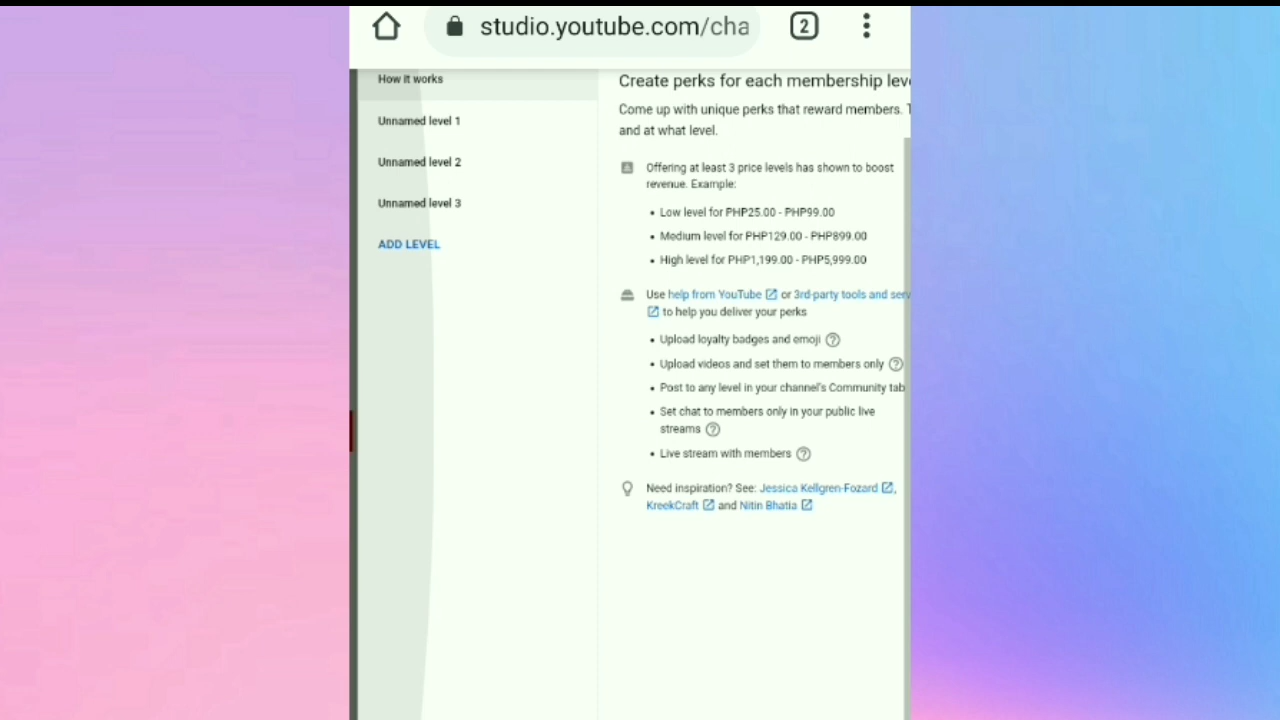 studio.youtube.com/cha
2
How it works
Unnamed level 1
Unnamed level 2
Unnamed level 3
ADD LEVEL
Create perks for each membership leve
Come up with unique perks that reward members. T
and at what level.
Offering at least 3 price levels has shown to boost
revenue. Example:
• Low level for PHP25.00 - PHP99.00
• Medium level for PHP129.00 - PHP899.00
• High level for PHP1,199.00 - PHP5,999.00
Use help from YouTube or 3rd-party tools and serv
to help you deliver your perks
• Upload loyalty badges and emoji
• Upload videos and set them to members only
• Post to any level in your channel's Community tab
• Set chat to members only in your public live
streams
• Live stream with members
Need inspiration? See: Jessica Kellgren-Fozard,
KreekCraft and Nitin Bhatia